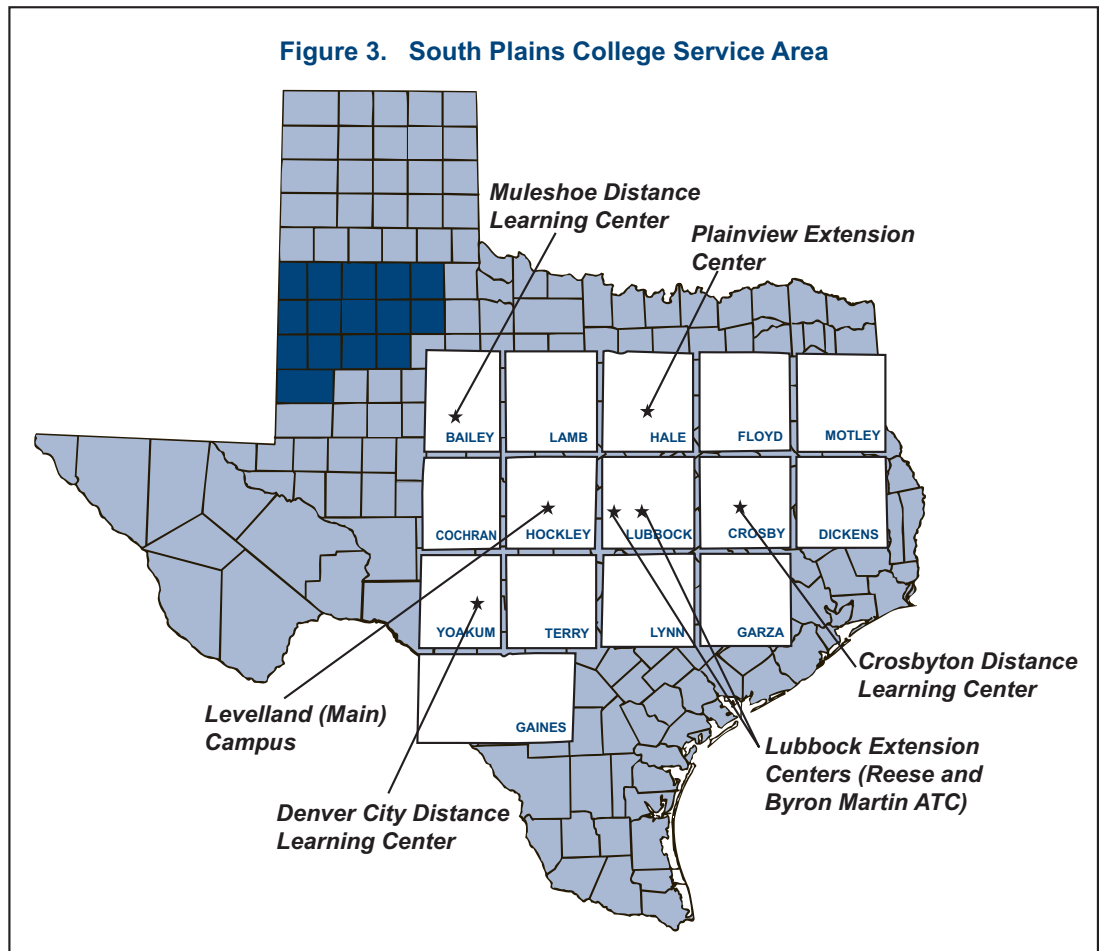 Figure 3. South Plains College Service Area
Muleshoe Distance
Learning Center
Plainview Extension
Center
BAILEY
LAMB
HALE
FLOYD
MOTLEY
COCHRAN
HOCKLEY
LUBBOCK
CROSBY
DICKENS
YOAKUM
TERRY
LYNN
GARZA
GAINES
Crosbyton Distance
Learning Center
Levelland (Main)
Campus
Lubbock Extension
Centers (Reese and
Byron Martin ATC)
Denver City Distance
Learning Center